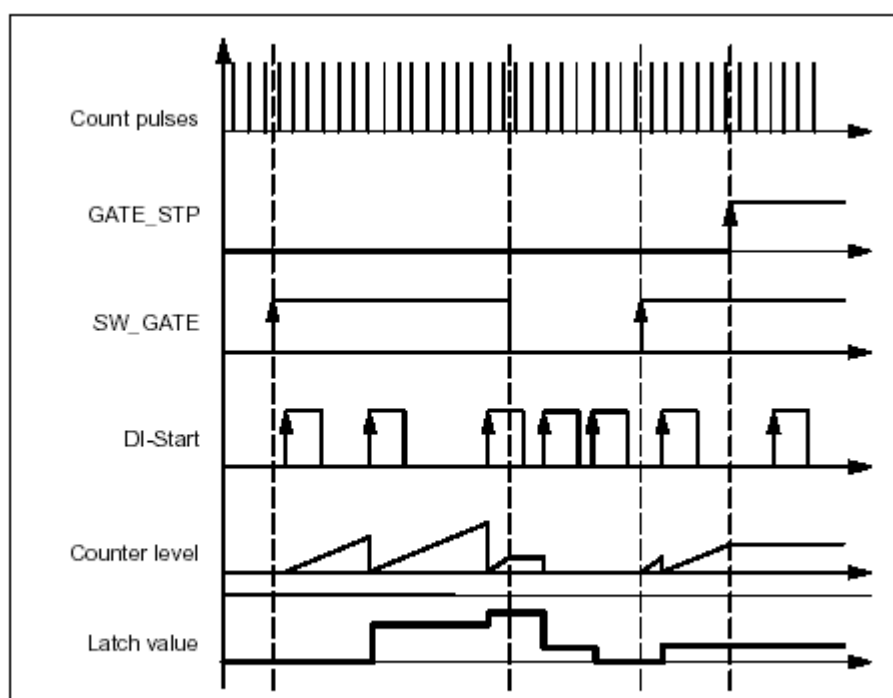 Count pulses
GATE_STP
SW_GATE
DI-Start
Counter level
Latch value